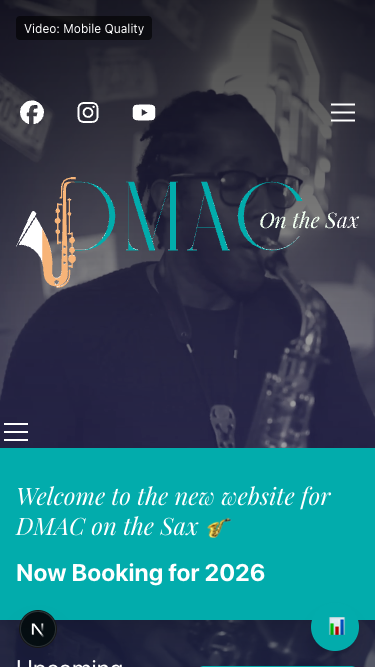 Video: Mobile Quality
DMAC
On the Sax
Welcome to the new website for
DMAC on the Sax 🎷
Now Booking for 2026
N
Upcoming